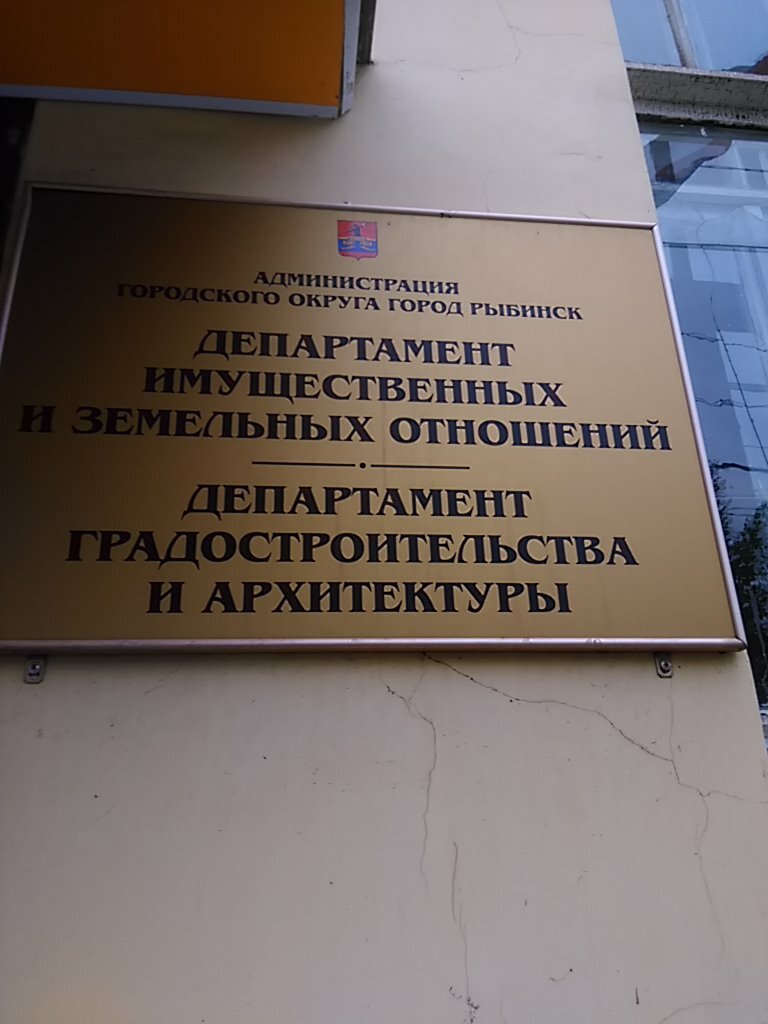 АДМИНИСТРАЦИЯ
ГОРОДСКОГО ОКРУГА ГОРОД РЫБИНСК
ДЕПАРТАМЕНТ
ИМУЩЕСТВЕННЫХ
И ЗЕМЕЛЬНЫХ ОТНОШЕНИЙ
ДЕПАРТАМЕНТ
ГРАДОСТРОИТЕЛЬСТВА
И АРХИТЕКТУРЫ